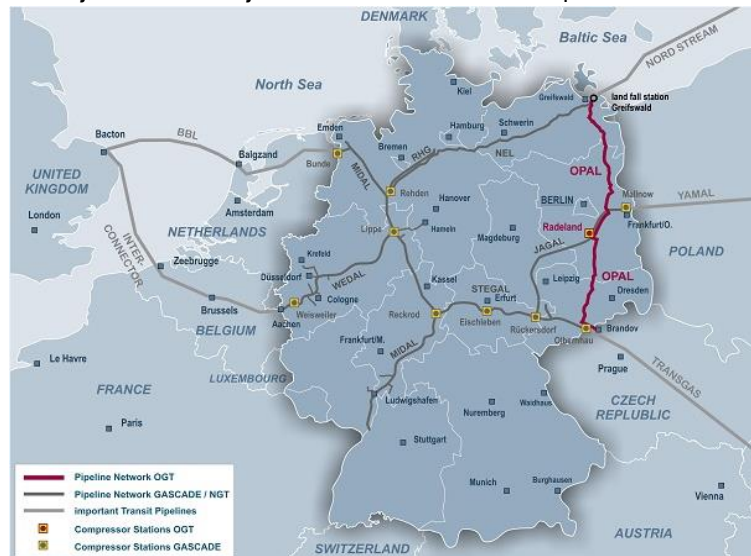 DENMARK
Baltic Sea
NORD STREAM
North Sea
Kiel
Greifswald
land fall station
Greifswald
Hamburg
Schwerin
Bacton
BBL
Emden
Bremen
RHG
NEL
Balgzand
Bunde
MIDAL
OPAL
UNITED
KINGDOM
Rehden
Hanover
BERLIN
Mallnow
YAMAL
London
Amsterdam
NETHERLANDS
Lippe
Hameln
Magdeburg
Radeland
Frankfurt/O.
INTER-
CONNECTOR
Zeebrugge
Krefeld
Düsseldorf
WEDAL
JAGAL
POLAND
Kassel
Leipzig
OPAL
Brussels
Cologne
STEGAL
Erfurt
Dresden
BELGIUM
Aachen
Weisweiler
Reckrod
Eischleben
Rückersdorf
Olbernhau
Brandov
Le Havre
Frankfurt/M.
MIDAL
Prague
TRANSGAS
LUXEMBOURG
FRANCE
Ludwigshafen
Nuremberg
Waidhaus
CZECH
REPLUBLIC
Paris
Stuttgart
Munich
Burghausen
Vienna
SWITZERLAND
AUSTRIA
Pipeline Network OGT
Pipeline Network GASCADE / NGT
important Transit Pipelines
Compressor Stations OGT
Compressor Stations GASCADE